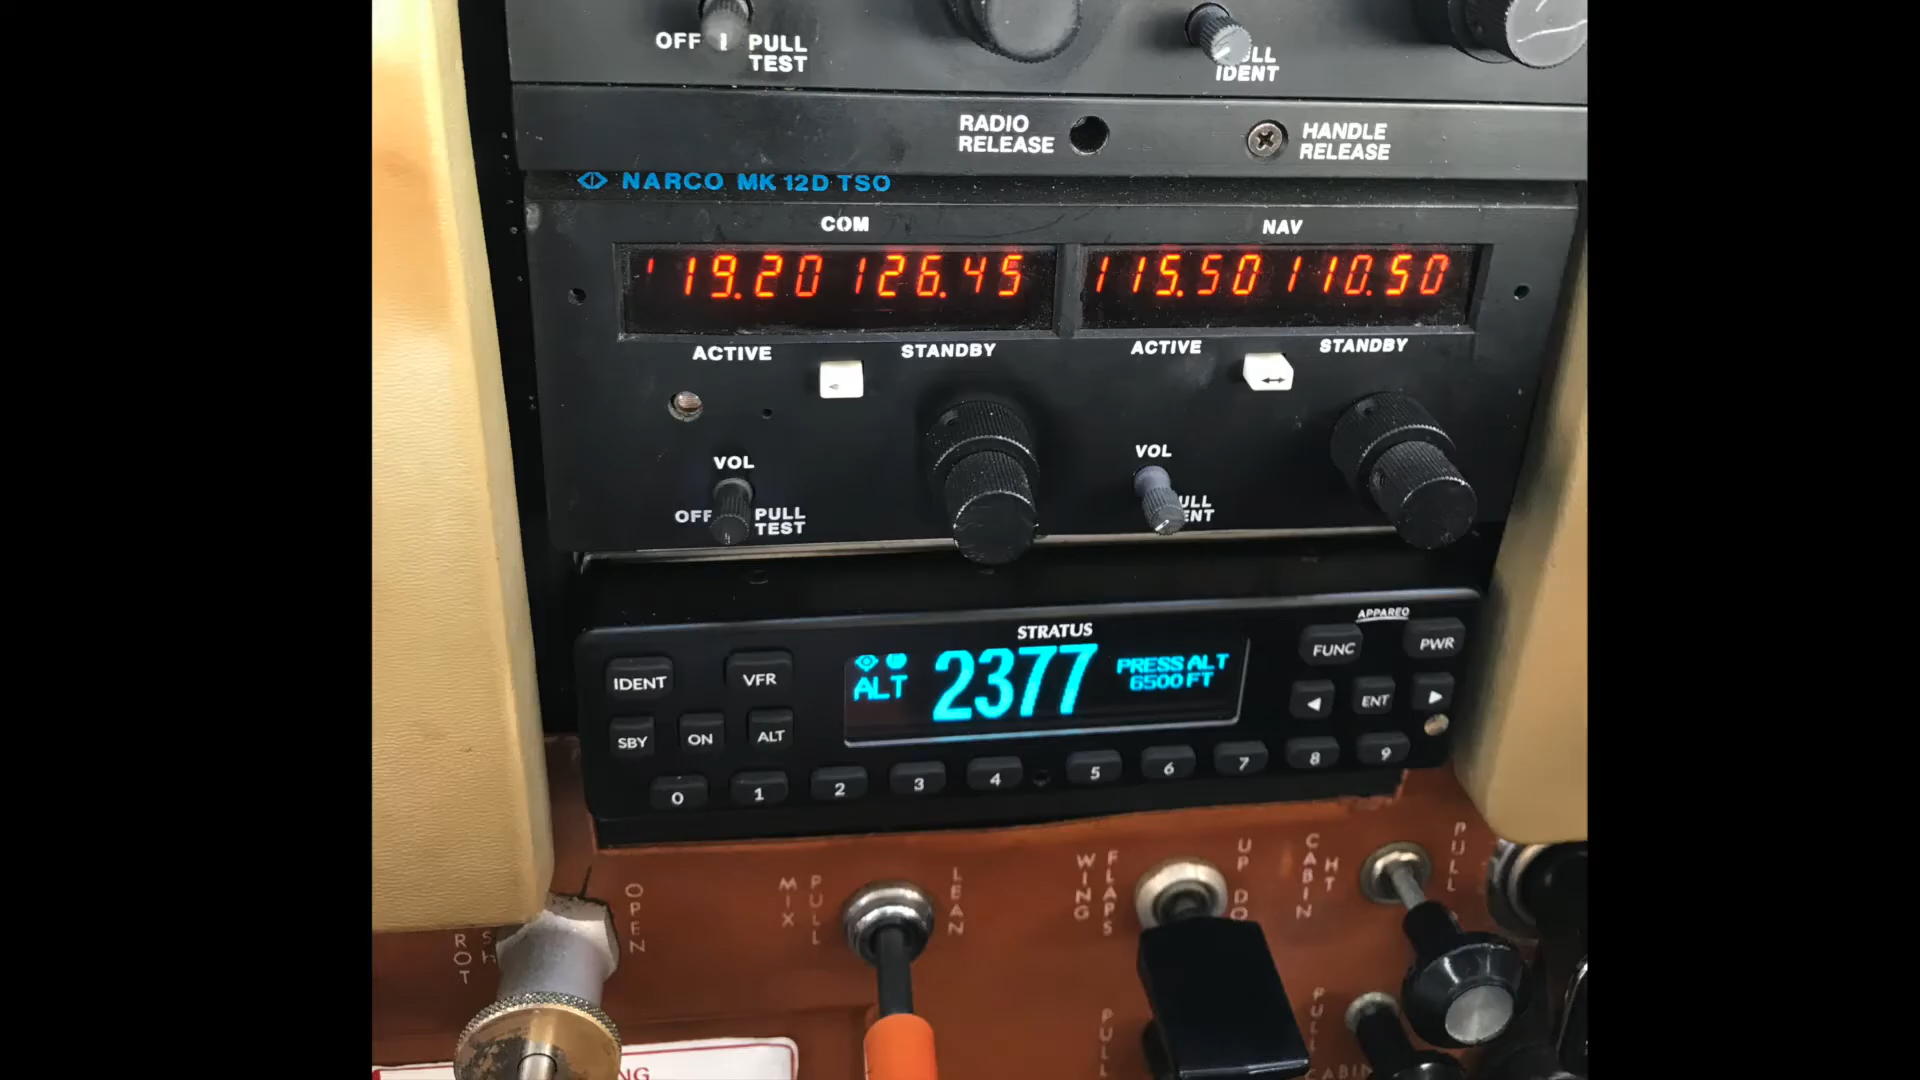 OFF
PULL
TEST
IDENT
RADIO
RELEASE
HANDLE
RELEASE
NARCO MK 12D TSO
COM
NAV
119.20 126.45
115.50 110.50
ACTIVE
STANDBY
ACTIVE
STANDBY
VOL
OFF
PULL
TEST
VOL
STRATUS
APPAREO
IDENT
VFR
ALT
2377
PRESS ALT
6500 FT
FUNC
PWR
SBY
ON
ALT
ENT
0
1
2
3
4
5
6
7
8
9
OPEN
MIX
PULL
LEAN
WING
FLAPS
UP
CABIN
HT
PULL
PULL
PULL